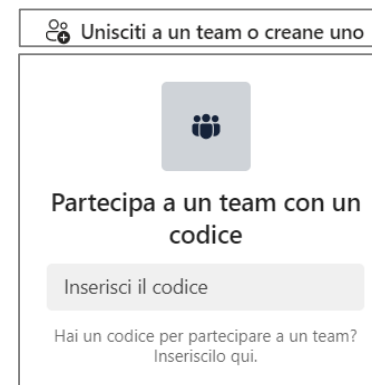 Unisciti a un team o creane uno
Partecipa a un team con un
codice
Inserisci il codice
Hai un codice per partecipare a un team?
Inseriscilo qui.